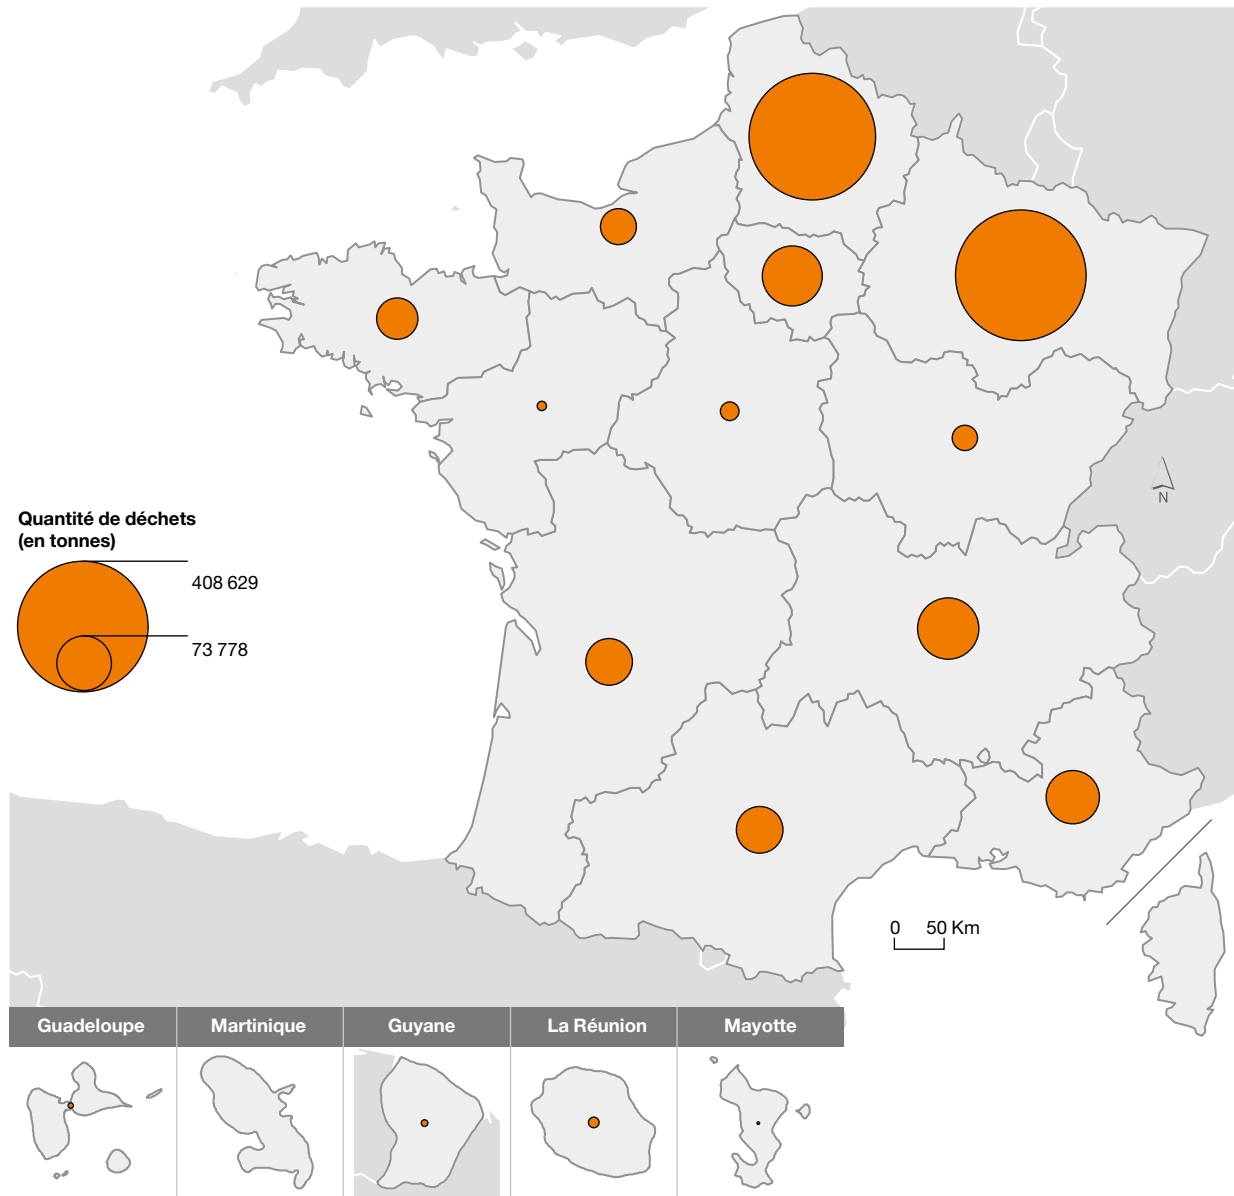 N
Quantité de déchets
(en tonnes)
408 629
73 778
0 50 Km
Guadeloupe Martinique Guyane La Réunion Mayotte